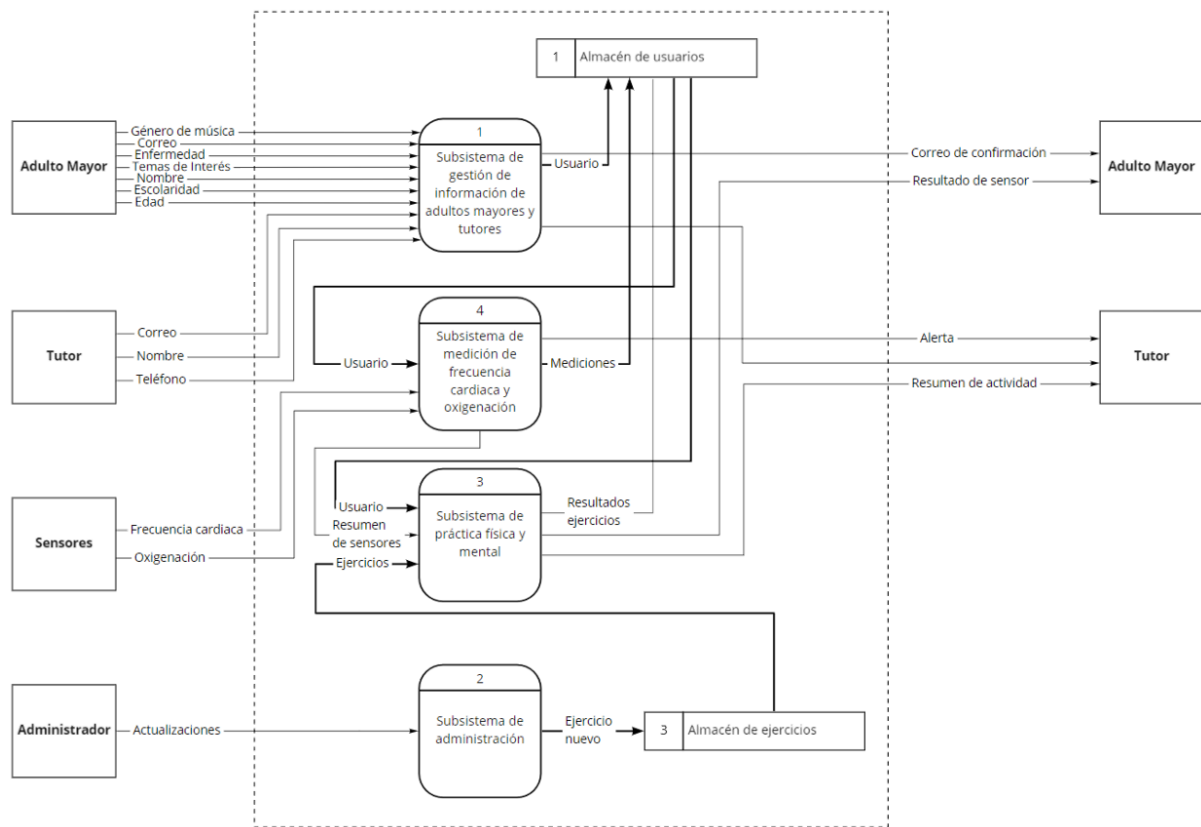 1 Almacén de usuarios
Adulto Mayor
Género de música
Correo
Enfermedad
Temas de Interés
Nombre
Escolaridad
Edad
1
Subsistema de
gestión de
información de
adultos mayores y
tutores
Usuario
Correo de confirmación
Resultado de sensor
Adulto Mayor
Tutor
Correo
Nombre
Teléfono
Usuario
4
Subsistema de
medición de
frecuencia
cardiaca y
oxigenación
Mediciones
Alerta
Resumen de actividad
Tutor
Sensores
Frecuencia cardíaca
Oxigenación
Usuario
Resumen
de sensores
Ejercicios
3
Subsistema de
práctica física y
mental
Resultados
ejercicios
Administrador
Actualizaciones
2
Subsistema de
administración
Ejercicio
nuevo
3 Almacén de ejercicios